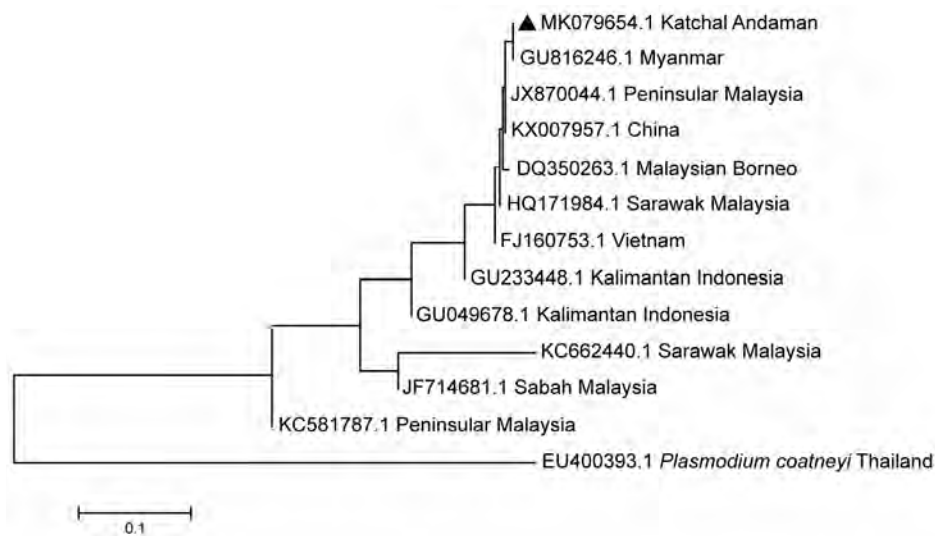 ▲ MK079654.1 Katchal Andaman
GU816246.1 Myanmar
JX870044.1 Peninsular Malaysia
KX007957.1 China
DQ350263.1 Malaysian Borneo
HQ171984.1 Sarawak Malaysia
FJ160753.1 Vietnam
GU233448.1 Kalimantan Indonesia
GU049678.1 Kalimantan Indonesia
KC662440.1 Sarawak Malaysia
JF714681.1 Sabah Malaysia
KC581787.1 Peninsular Malaysia
EU400393.1 Plasmodium coatneyi Thailand
0.1